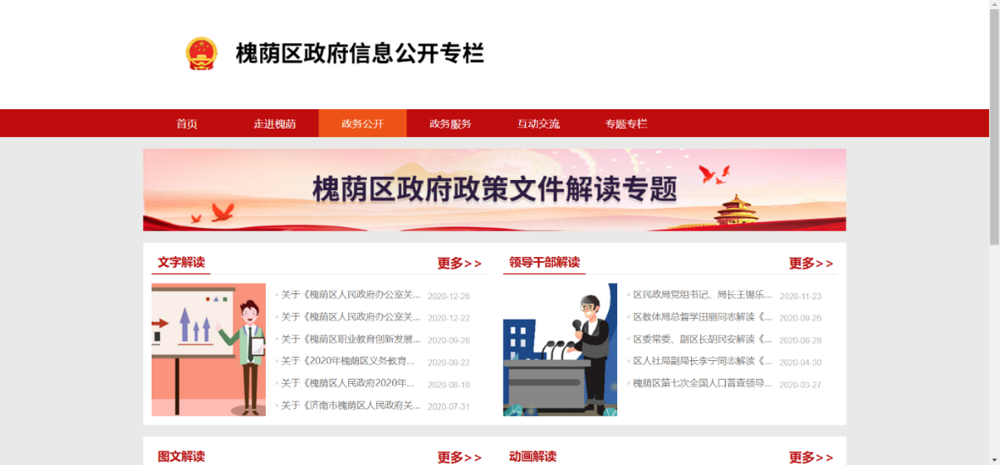 槐荫区政府信息公开专栏
首页 走进槐荫 政务公开 政务服务 互动交流 专题专栏
槐荫区政府政策文件解读专题
文字解读 更多>>
关于《槐荫区人民政府办公室关... 2020-12-26
关于《槐荫区人民政府办公室关... 2020-12-22
关于《槐荫区职业教育创新发展... 2020-09-26
关于《2020年槐荫区义务教育... 2020-09-22
关于《槐荫区人民政府2020年... 2020-08-10
关于《济南市槐荫区人民政府关... 2020-07-31
领导干部解读 更多>>
区民政局党组书记、局长王锡乐... 2020-11-23
区教体局总督学田丽同志解读《... 2020-09-26
区委常委、副区长胡民安解读《... 2020-08-28
区人社局副局长李宁同志解读《... 2020-04-30
槐荫区第七次全国人口普查领导... 2020-03-27
图文解读 更多>>
动画解读 更多>>